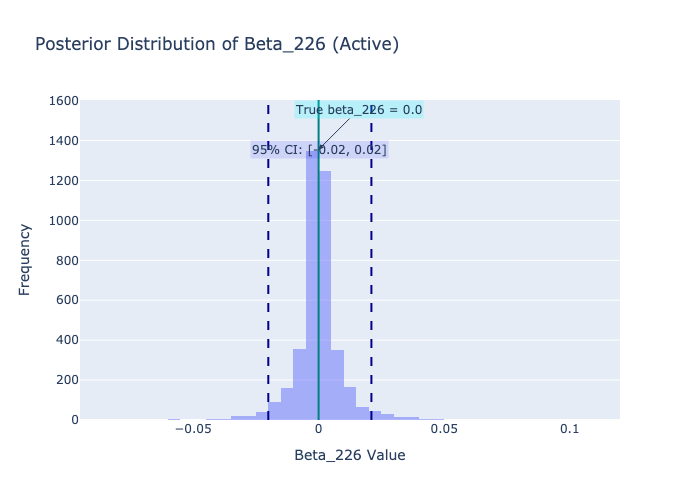 Posterior Distribution of Beta_226 (Active)
1600
True beta_226 = 0.0
1400
95% CI: [-0.02, 0.02]
1200
1000
800
600
400
200
0
Frequency
−0.05
0
0.05
0.1
Beta_226 Value